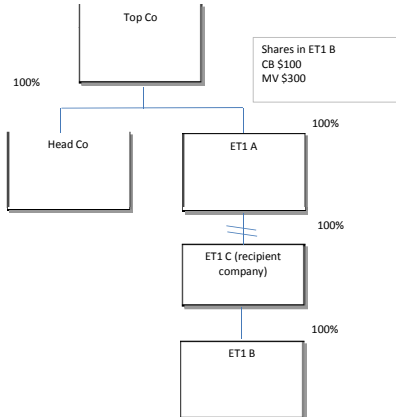 Top Co
Shares in ET1 B
CB $100
MV $300
100%
100%
Head Co
ET1 A
100%
ET1 C (recipient
company)
100%
ET1 B